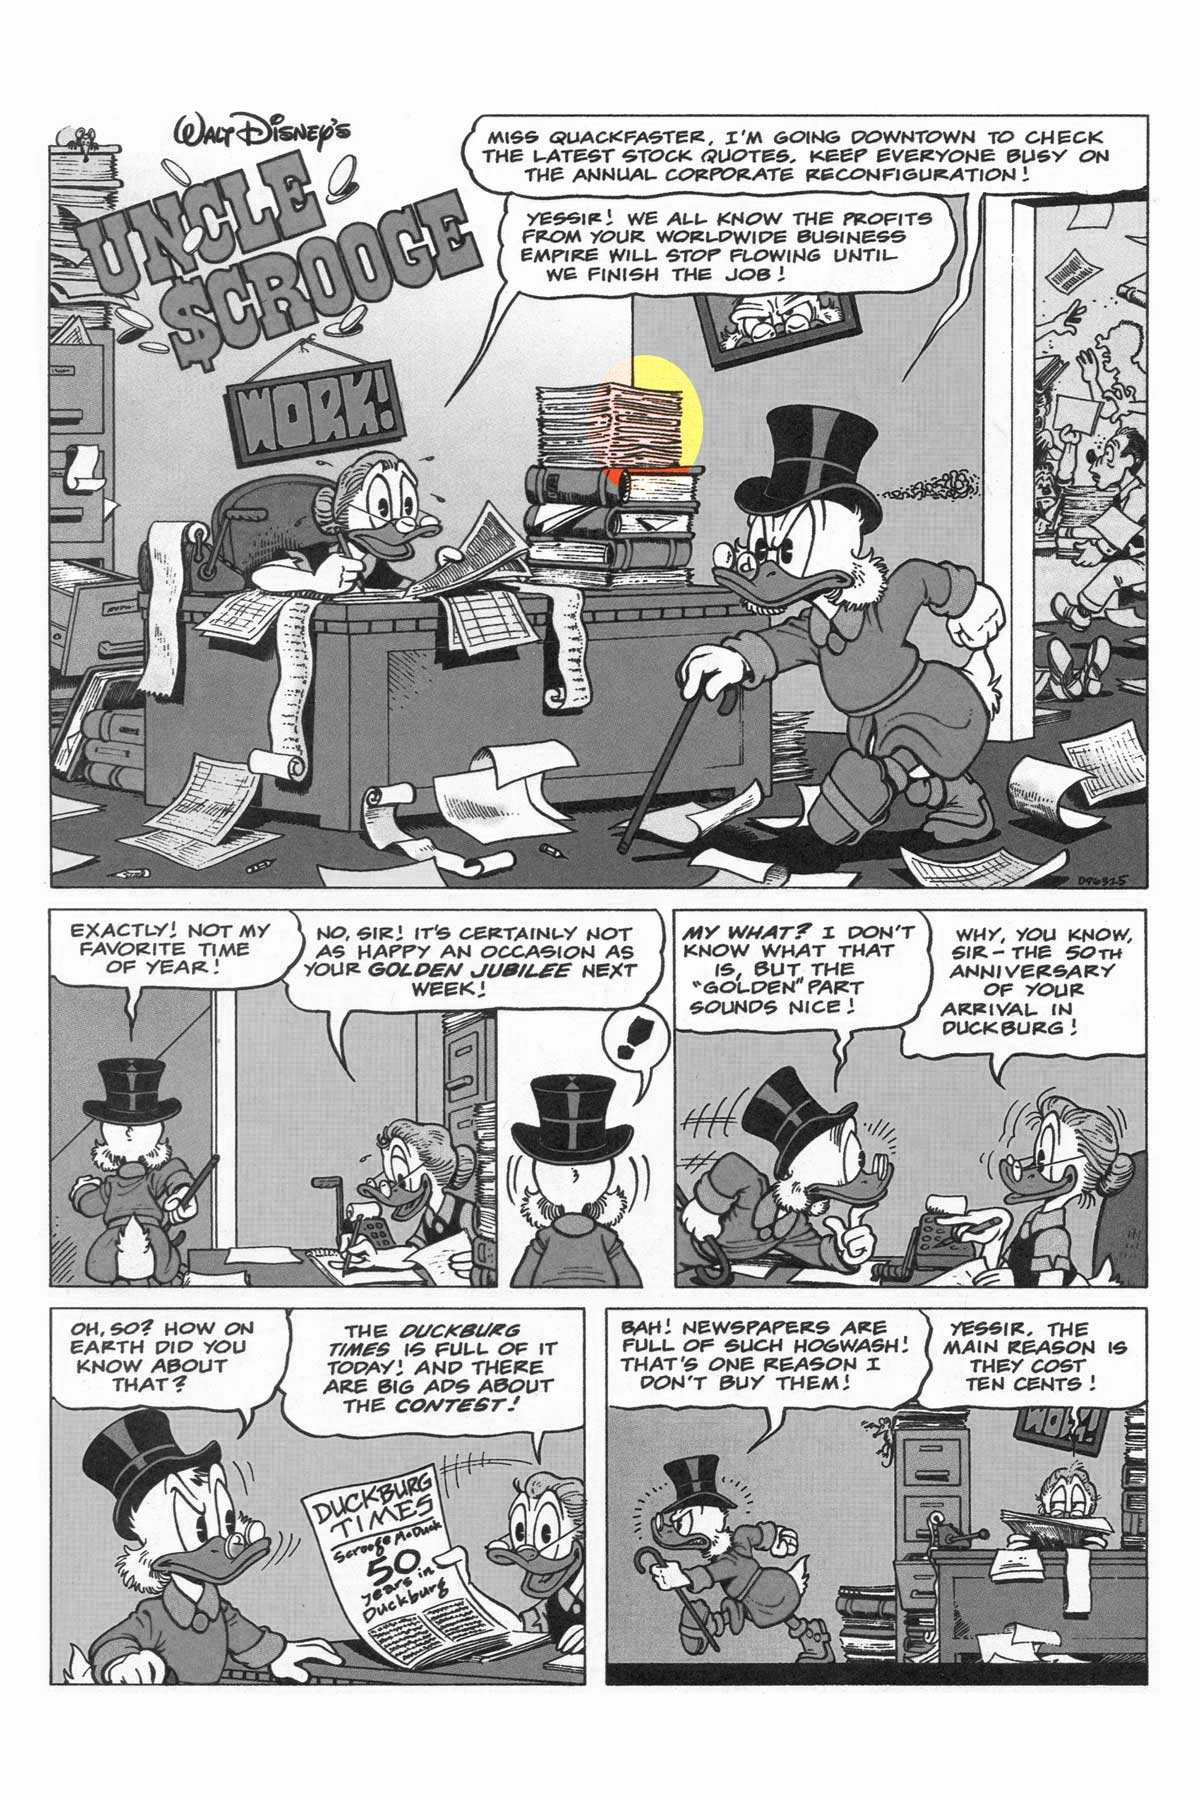 WALT DISNEY'S
UNCLE
$CROOGE
MISS QUACKFASTER, I'M GOING DOWNTOWN TO CHECK
THE LATEST STOCK QUOTES. KEEP EVERYONE BUSY ON
THE ANNUAL CORPORATE RECONFIGURATION!
YESSIR! WE ALL KNOW THE PROFITS
FROM YOUR WORLDWIDE BUSINESS
EMPIRE WILL STOP FLOWING UNTIL
WE FINISH THE JOB!
WORK!
D96325
EXACTLY! NOT MY
FAVORITE TIME
OF YEAR!
NO, SIR! IT'S CERTAINLY NOT
AS HAPPY AN OCCASION AS
YOUR GOLDEN JUBILEE NEXT
WEEK!
!
MY WHAT? I DON'T
KNOW WHAT THAT
IS, BUT THE
"GOLDEN" PART
SOUNDS NICE!
WHY, YOU KNOW,
SIR - THE 50TH
ANNIVERSARY
OF YOUR
ARRIVAL IN
DUCKBURG!
OH, SO? HOW ON
EARTH DID YOU
KNOW ABOUT
THAT?
THE DUCKBURG
TIMES IS FULL OF IT
TODAY! AND THERE
ARE BIG ADS ABOUT
THE CONTEST!
DUCKBURG
TIMES
Scrooge McDuck
50
years in
Duckburg
BAH! NEWSPAPERS ARE
FULL OF SUCH HOGWASH!
THAT'S ONE REASON I
DON'T BUY THEM!
YESSIR. THE
MAIN REASON IS
THEY COST
TEN CENTS!
WORK!